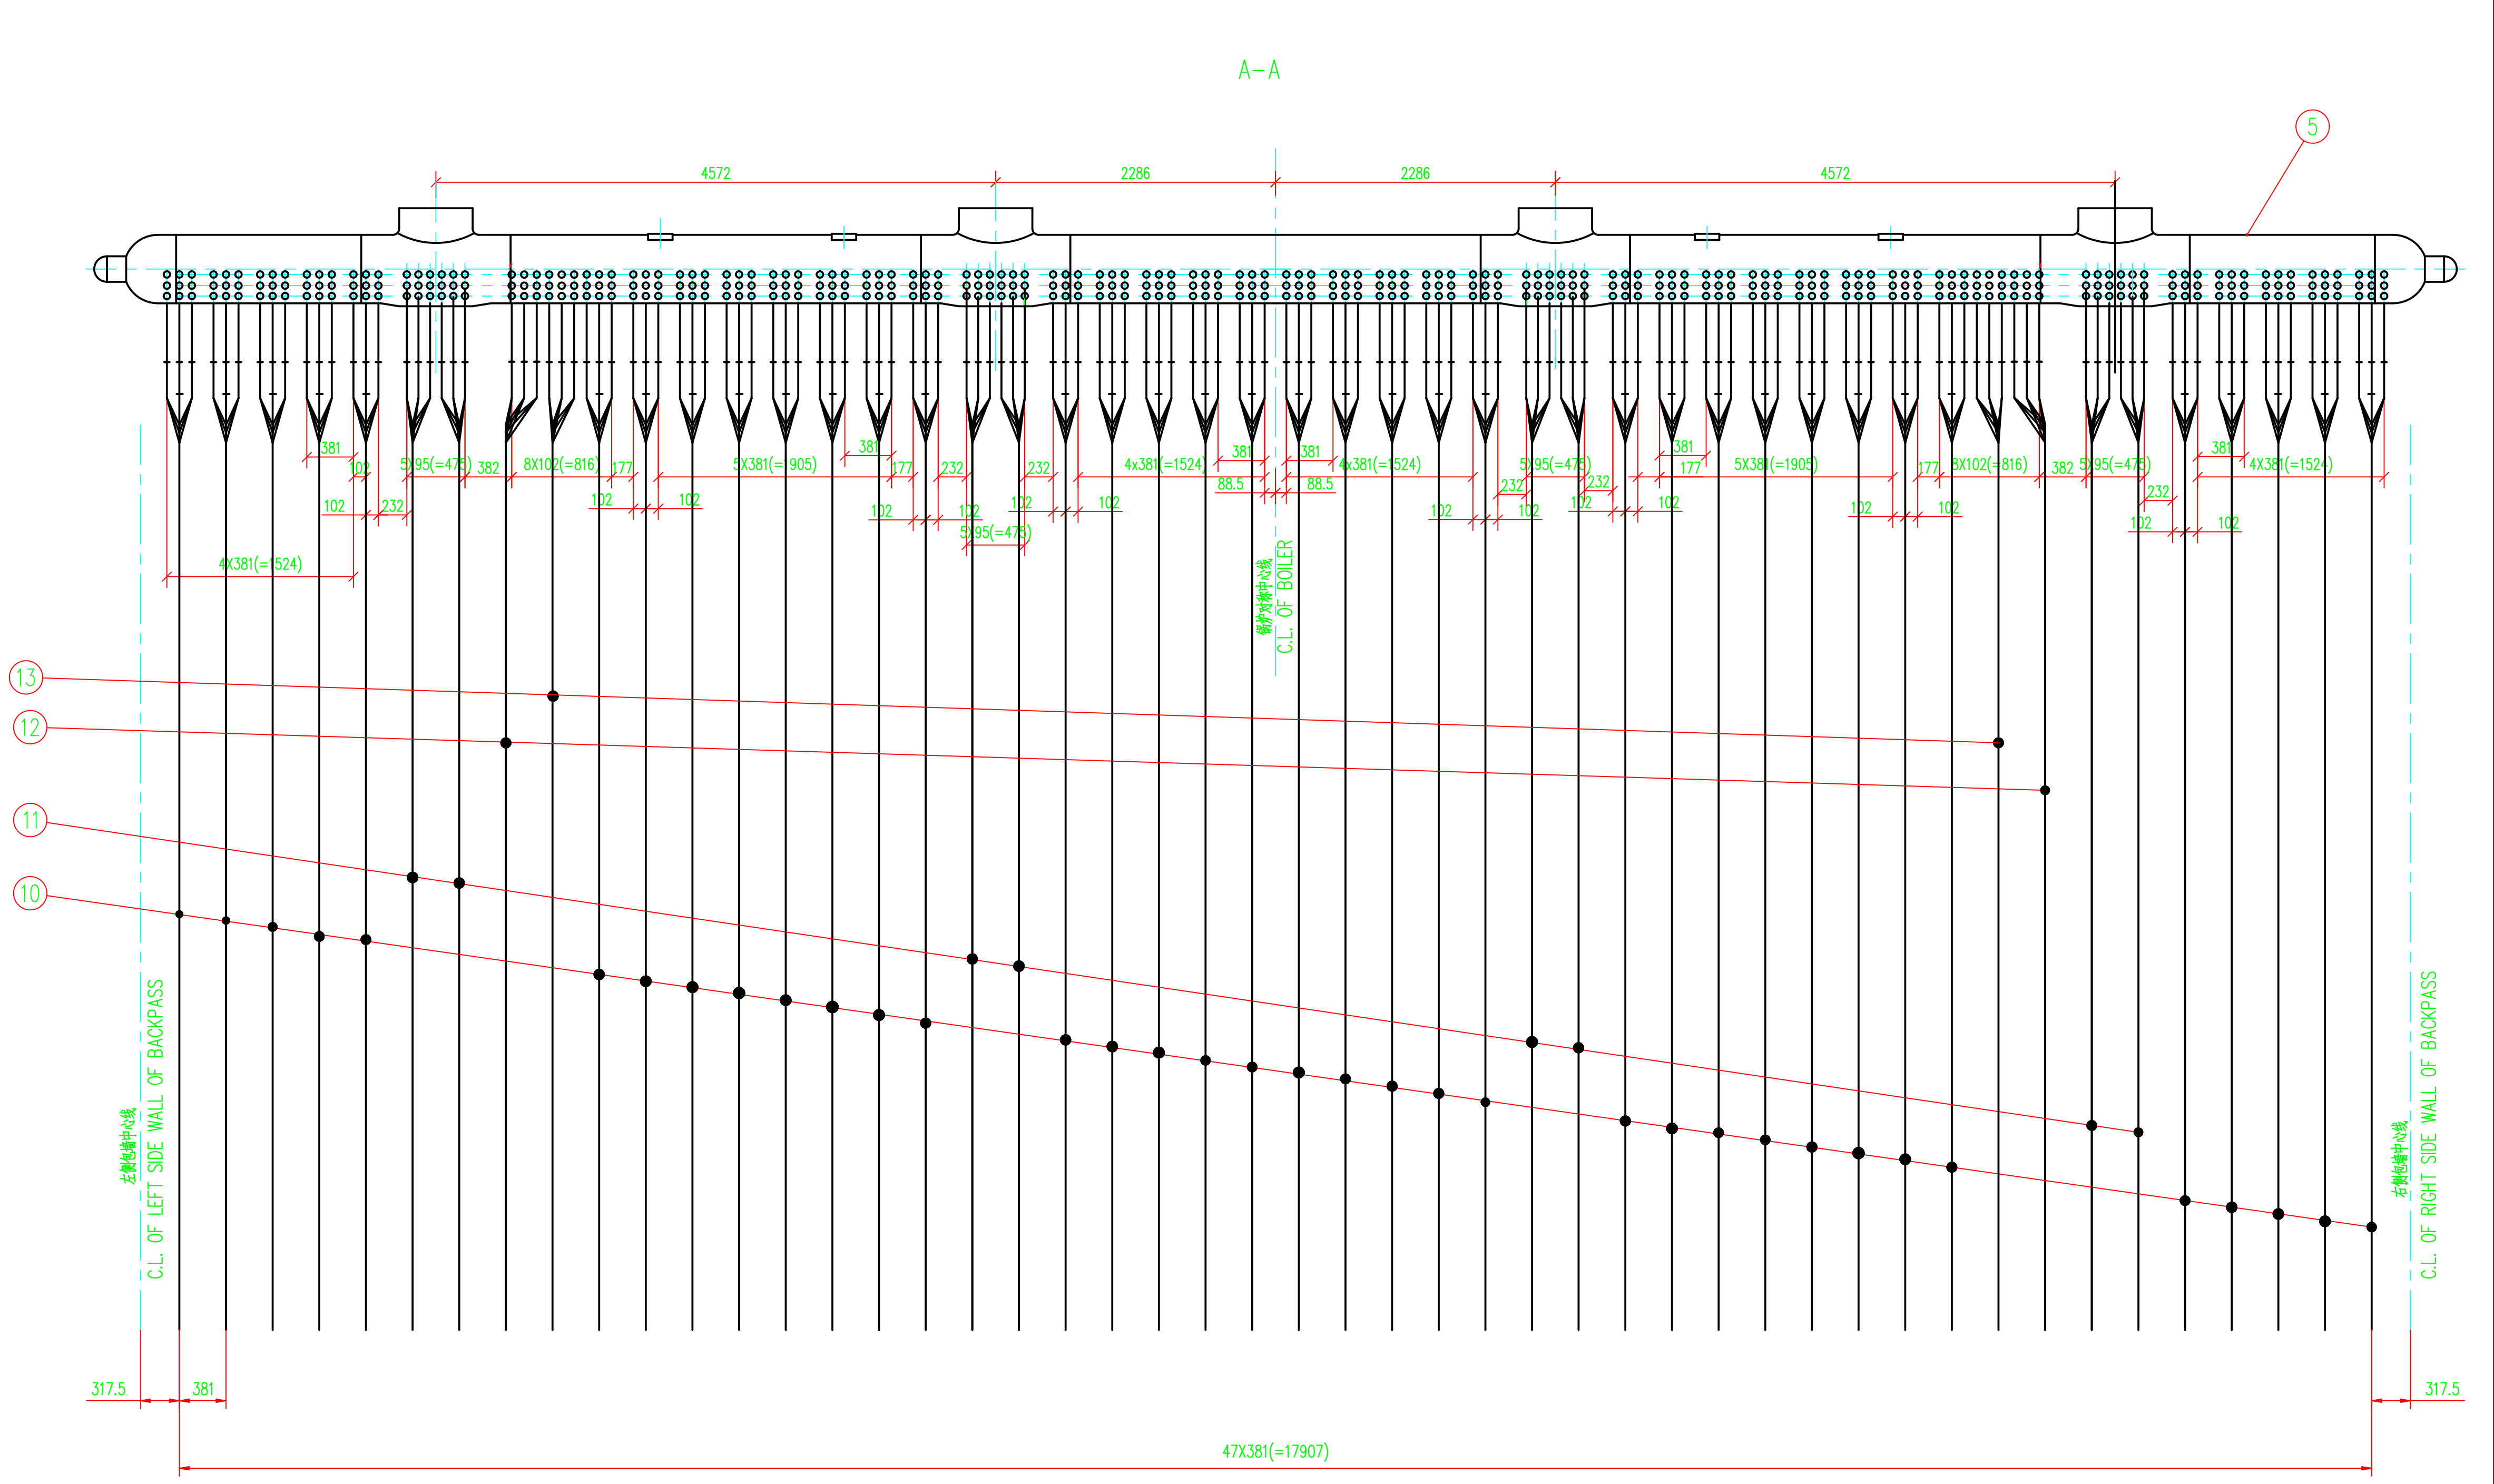 A-A
5
4572
2286
2286
4572
381
381
381
381
381
381
102
5X95(=475)
382
8X102(=816)
177
5X381(=1905)
177
232
232
4x381(=1524)
4x381(=1524)
5X95(=475)
177
5X381(=1905)
177
8X102(=816)
382
5X95(=475)
4X381(=1524)
88.5
88.5
232
232
232
102
232
102
102
102
102
102
102
102
102
102
102
102
102
102
102
5X95(=475)
4X381(=1524)
锅炉对称中心线
C.L. OF BOILER
13
12
11
10
左侧包墙中心线
C.L. OF LEFT SIDE WALL OF BACKPASS
右侧包墙中心线
C.L. OF RIGHT SIDE WALL OF BACKPASS
317.5
381
317.5
47X381(=17907)